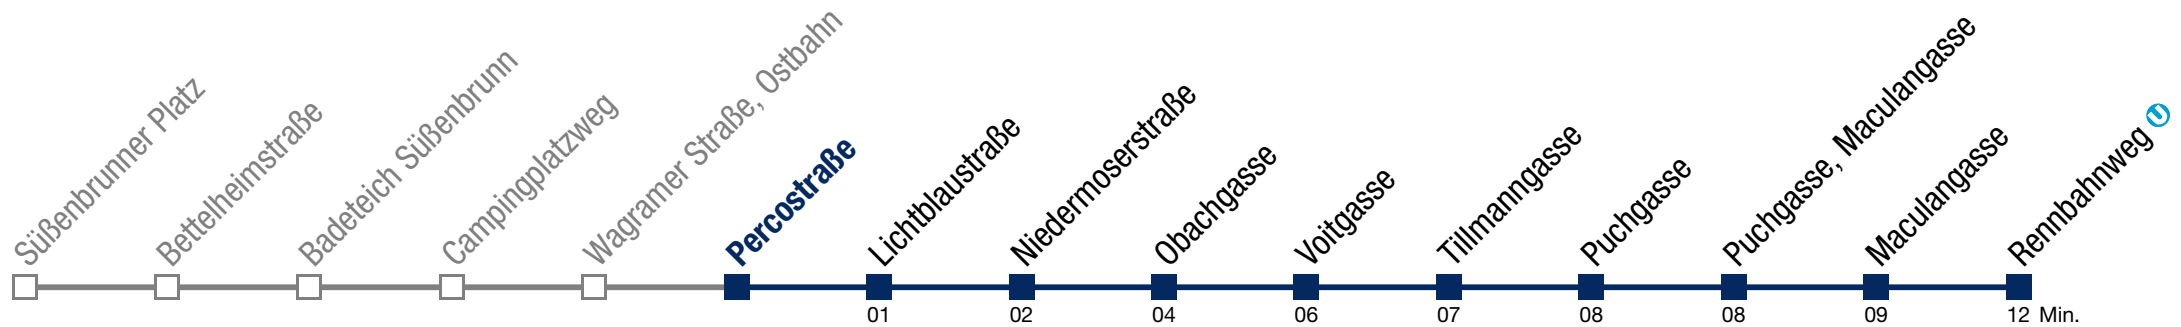 Süßenbrunner Platz
Bettelheimstraße
Badeteich Süßenbrunn
Campingplatzweg
Wagramer Straße, Ostbahn
Percostraße
Lichtblaustraße
Niedermoserstraße
Obachgasse
Voitgasse
Tillmanngasse
Puchgasse
Puchgasse, Maculangasse
Maculangasse
Rennbahnweg
01 02 04 06 07 08 08 09 12 Min.